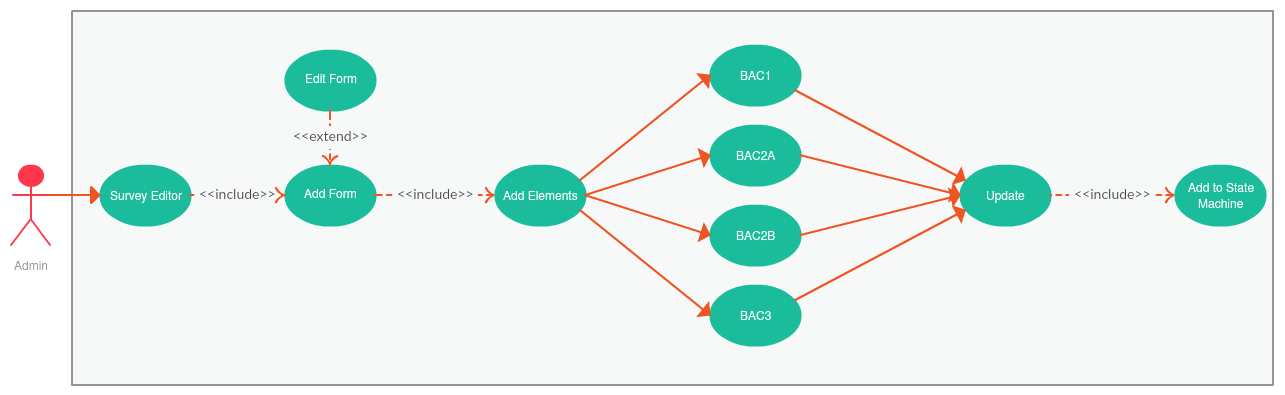 Edit Form
<<extend>>
Admin
Survey Editor
<<include>>
Add Form
<<include>>
Add Elements
BAC1
BAC2A
BAC2B
BAC3
Update
<<include>>
Add to State
Machine